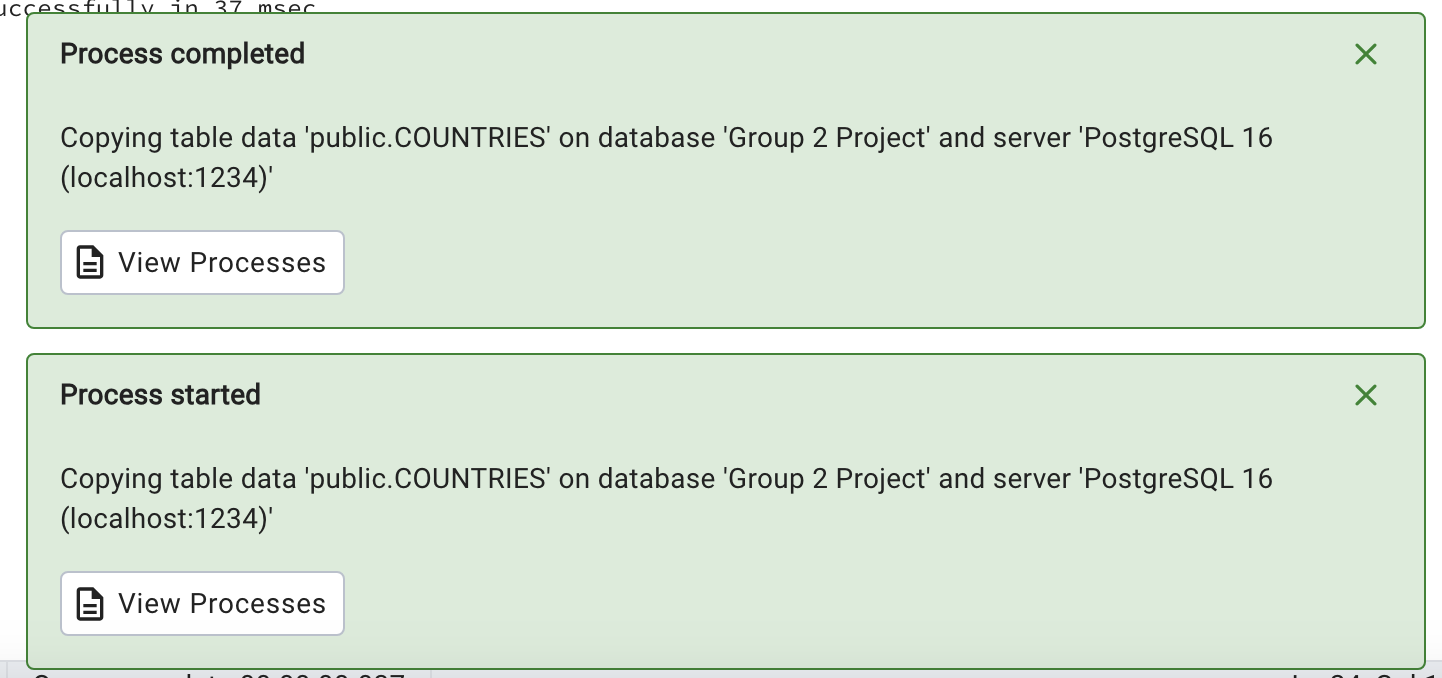 uccessfully in 37 msec
Process completed
Copying table data 'public.COUNTRIES' on database 'Group 2 Project' and server 'PostgreSQL 16
(localhost:1234)'
View Processes
Process started
Copying table data 'public.COUNTRIES' on database 'Group 2 Project' and server 'PostgreSQL 16
(localhost:1234)'
View Processes